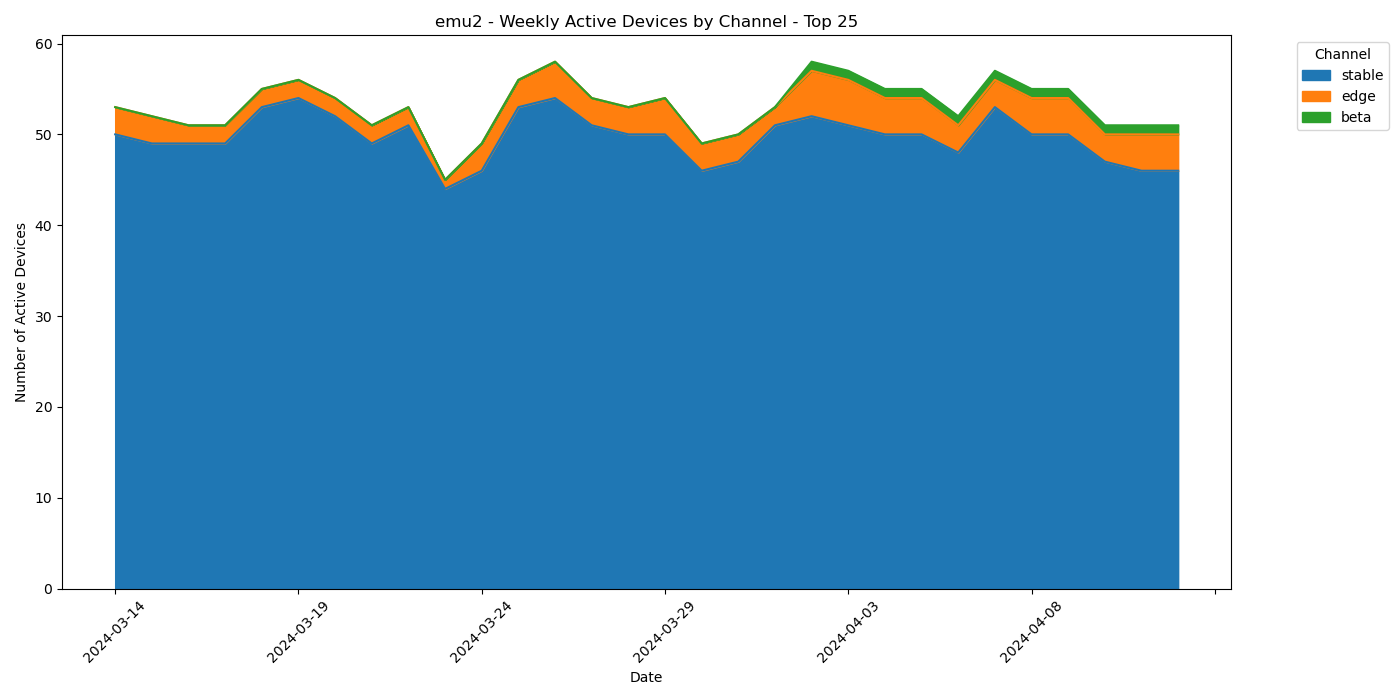 emu2 - Weekly Active Devices by Channel - Top 25
Channel
stable
edge
beta
Number of Active Devices
60
50
40
30
20
10
0
2024-03-14
2024-03-19
2024-03-24
2024-03-29
2024-04-03
2024-04-08
Date